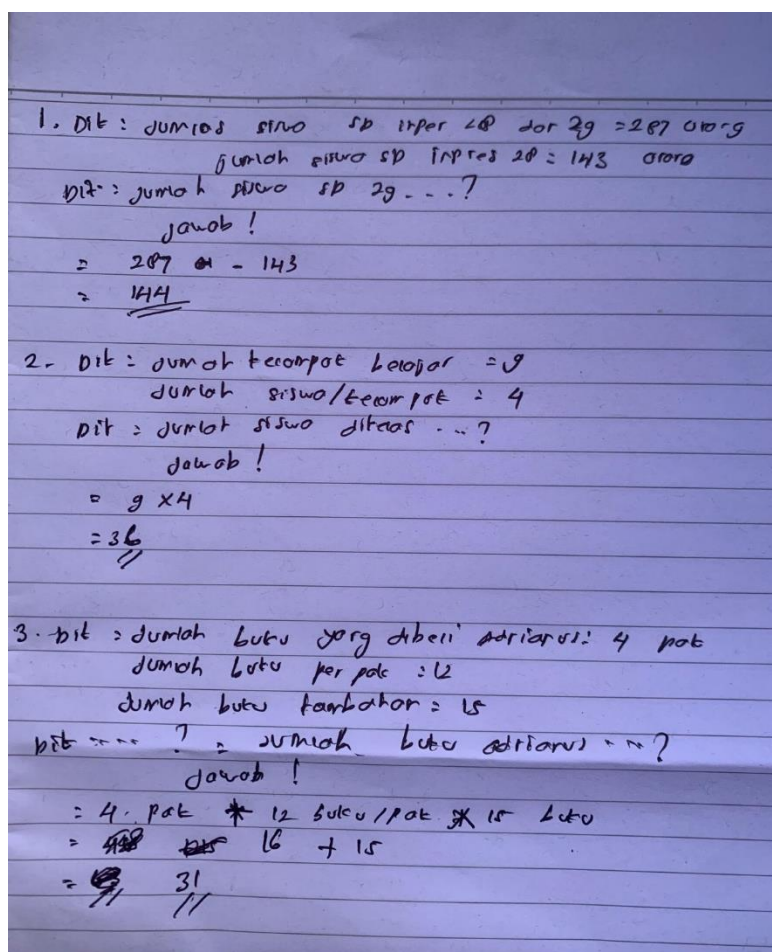 1. Dik : Jumlah siswa SD inpres 28 dan 29 = 287 orang
Jumlah siswa SD inpres 28 = 143 orang
Dit : Jumlah siswa SD 29 ...?
Jawab !
= 287 - 143
= 144
2. Dik : Jumlah kelompok belajar = 9
Jumlah siswa/kelompok = 4
Dit : Jumlah siswa dikelas ...?
Jawab !
= 9 x 4
= 36
3. Dik : Jumlah buku yang dibeli adrianus : 4 pak
Jumlah buku per pak : 12
Jumlah buku tambahan = 15
Dit .... ? = Jumlah buku adrianus ...?
Jawab !
= 4 pak * 12 buku/pak * 15 buku
= 16 + 15
= 31